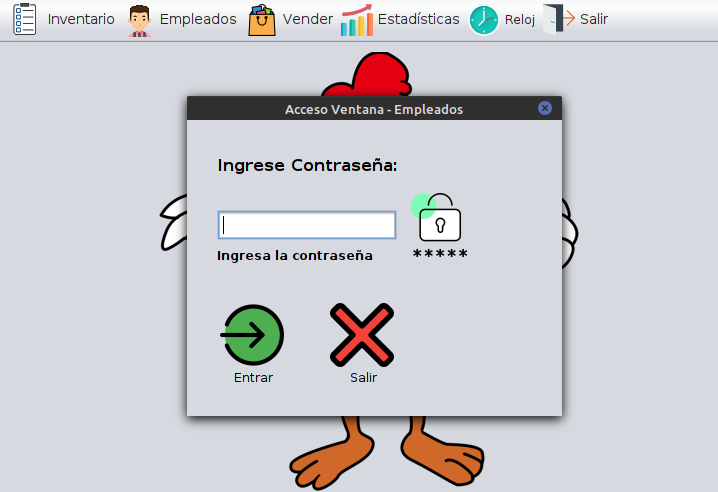 Inventario Empleados Vender Estadísticas Reloj Salir
Acceso Ventana - Empleados
Ingrese Contraseña:
Ingresa la contraseña
*****
Entrar Salir